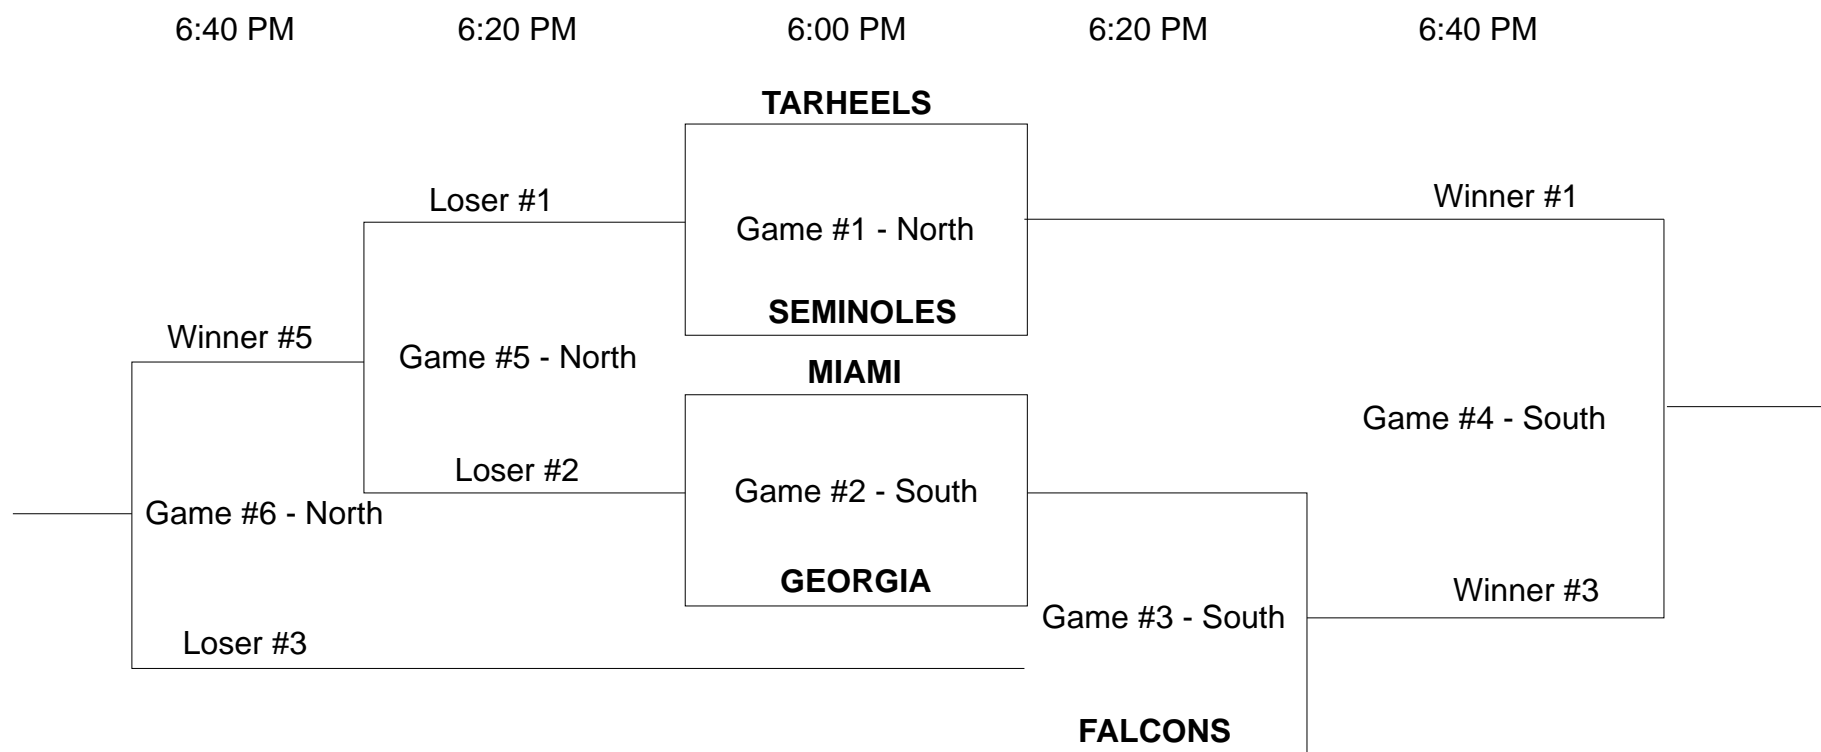 6:40 PM 6:20 PM 6:00 PM 6:20 PM 6:40 PM
TARHEELS
Loser #1 Winner #1
Game #1 - North
SEMINOLES
Winner #5
Game #5 - North
MIAMI
Game #4 - South
Loser #2
Game #2 - South
Game #6 - North
GEORGIA
Winner #3
Game #3 - South
Loser #3
FALCONS